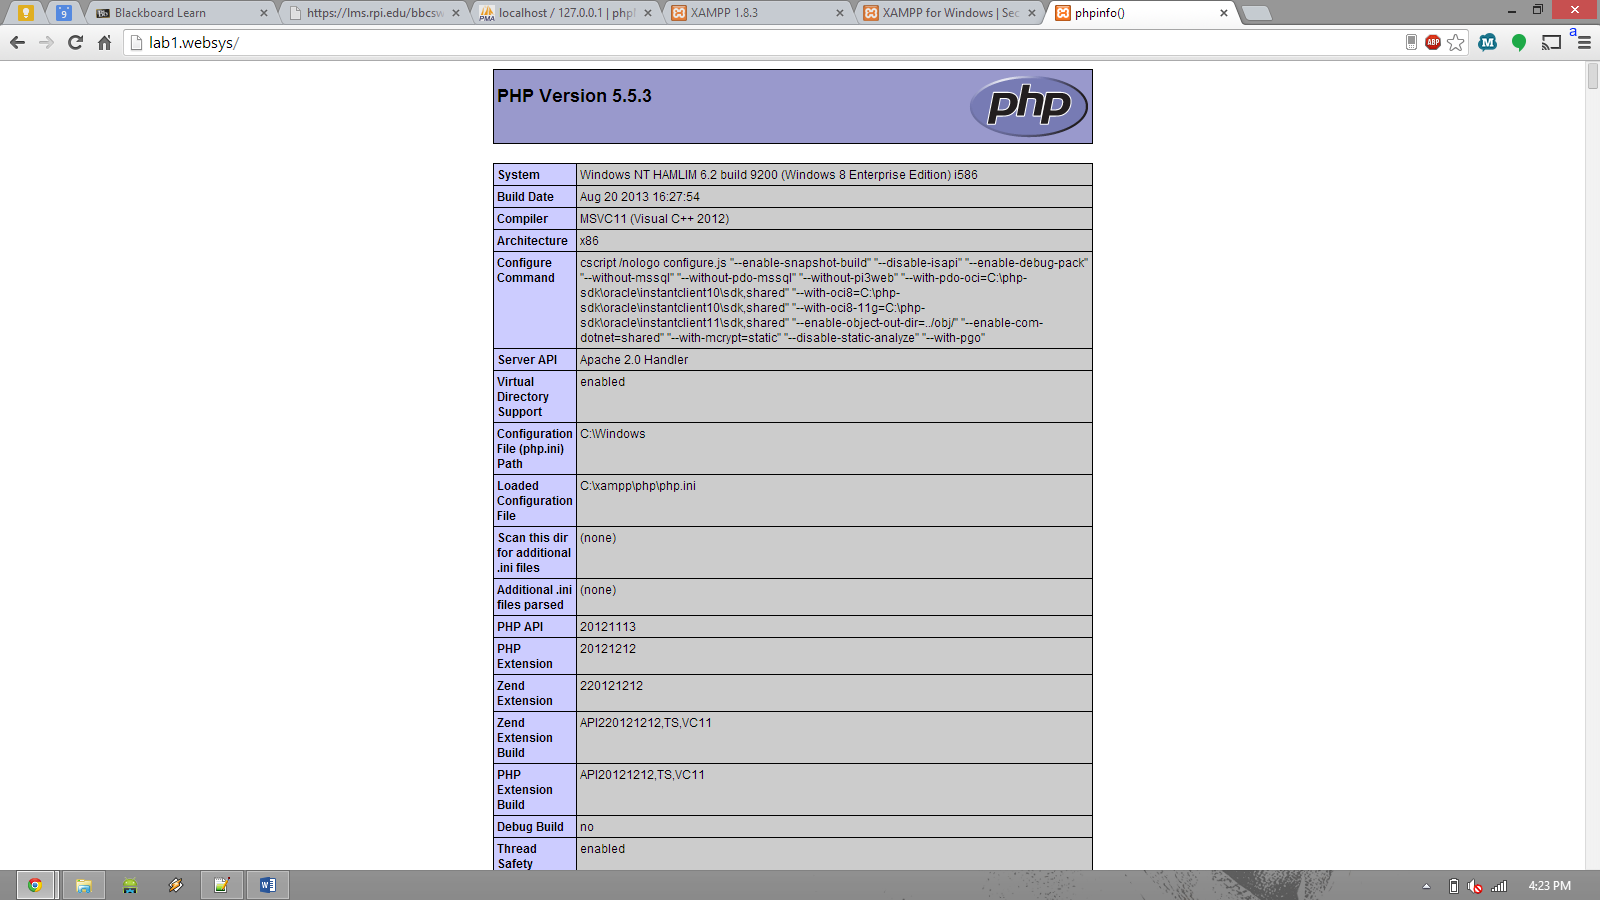 9
Bb Blackboard Learn
https://lms.rpi.edu/bbcsw
PMA localhost / 127.0.0.1 | phpl
XAMPP 1.8.3
XAMPP for Windows | Sec
phpinfo()
lab1.websys/
ABP
M
a
PHP Version 5.5.3
php
System Windows NT HAMLIM 6.2 build 9200 (Windows 8 Enterprise Edition) i586
Build Date Aug 20 2013 16:27:54
Compiler MSVC11 (Visual C++ 2012)
Architecture x86
Configure Command cscript /nologo configure.js "--enable-snapshot-build" "--disable-isapi" "--enable-debug-pack"
"--without-mssql" "--without-pdo-mssql" "--without-pi3web" "--with-pdo-oci=C:\php-
sdk\oracle\instantclient10\sdk,shared" "--with-oci8=C:\php-
sdk\oracle\instantclient10\sdk,shared" "--with-oci8-11g=C:\php-
sdk\oracle\instantclient11\sdk,shared" "--enable-object-out-dir=../obj/" "--enable-com-
dotnet=shared" "--with-mcrypt=static" "--disable-static-analyze" "--with-pgo"
Server API Apache 2.0 Handler
Virtual
Directory
Support
enabled
Configuration
File (php.ini)
Path
C:\Windows
Loaded
Configuration
File
C:\xampp\php\php.ini
Scan this dir
for additional
.ini files
(none)
Additional .ini
files parsed
(none)
PHP API 20121113
PHP
Extension
20121212
Zend
Extension
220121212
Zend
Extension
Build
API220121212,TS,VC11
PHP
Extension
Build
API20121212,TS,VC11
Debug Build no
Thread
Safety
enabled
4:23 PM